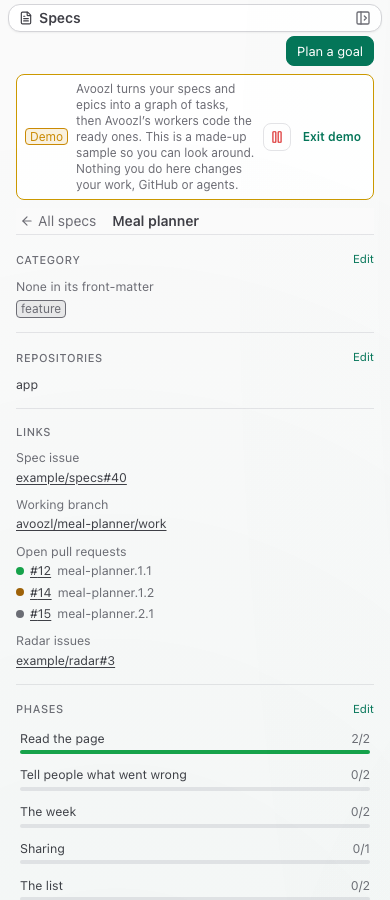 Specs
Plan a goal
Demo
Avoozl turns your specs and
epics into a graph of tasks,
then Avoozl's workers code the
ready ones. This is a made-up
sample so you can look around.
Nothing you do here changes
your work, GitHub or agents.
Exit demo
← All specs Meal planner
CATEGORY Edit
None in its front-matter
feature
REPOSITORIES Edit
app
LINKS
Spec issue
example/specs#40
Working branch
avoozl/meal-planner/work
Open pull requests
#12 meal-planner.1.1
#14 meal-planner.1.2
#15 meal-planner.2.1
Radar issues
example/radar#3
PHASES Edit
Read the page 2/2
Tell people what went wrong 0/2
The week 0/2
Sharing 0/1
The list 0/2